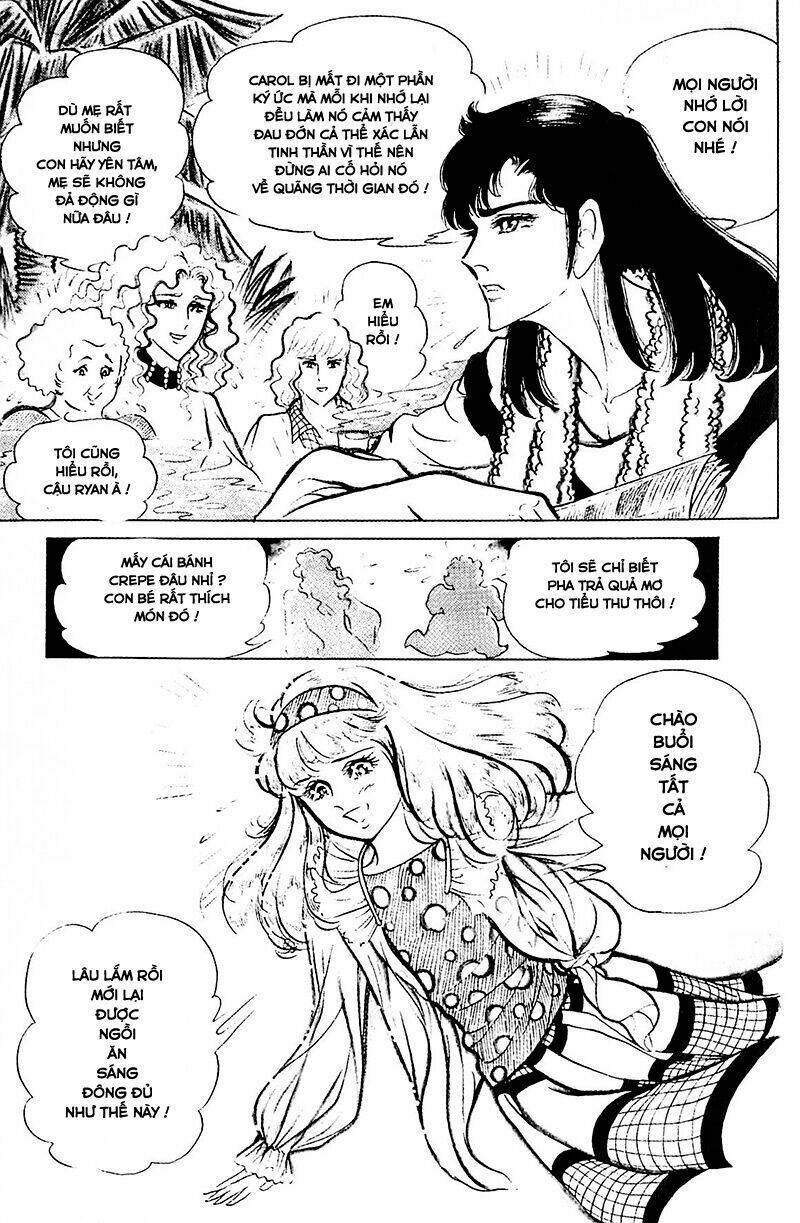 MỌI NGƯỜI
NHỚ LỜI
CON NÓI
NHÉ !
CAROL BỊ MẤT ĐI MỘT PHẦN
KÝ ỨC MÀ MỖI KHI NHỚ LẠI
ĐỀU LÀM NÓ CẢM THẤY
ĐAU ĐỚN CẢ THỂ XÁC LẪN
TINH THẦN VÌ THẾ NÊN
ĐỪNG AI CỐ HỎI NÓ
VỀ QUÃNG THỜI GIAN ĐÓ !
DÙ MẸ RẤT
MUỐN BIẾT
NHƯNG
CON HÃY YÊN TÂM,
MẸ SẼ KHÔNG
ĐẢ ĐỘNG GÌ
NỮA ĐÂU !
EM
HIỂU
RỒI !
TÔI CŨNG
HIỂU RỒI,
CẬU RYAN Ạ !
MẤY CÁI BÁNH
CREPE ĐÂU NHỈ ?
CON BÉ RẤT THÍCH
MÓN ĐÓ !
TÔI SẼ CHỈ BIẾT
PHA TRÀ QUẢ MƠ
CHO TIỂU THƯ THÔI !
CHÀO
BUỔI
SÁNG
TẤT
CẢ
MỌI
NGƯỜI !
LÂU LẮM RỒI
MỚI LẠI
ĐƯỢC
NGỒI
ĂN
SÁNG
ĐÔNG ĐỦ
NHƯ THẾ NÀY !